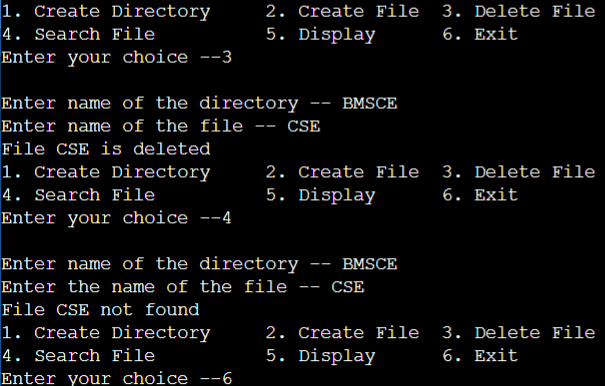 1. Create Directory 2. Create File 3. Delete File
4. Search File 5. Display 6. Exit
Enter your choice --3
Enter name of the directory -- BMSCE
Enter name of the file -- CSE
File CSE is deleted
1. Create Directory 2. Create File 3. Delete File
4. Search File 5. Display 6. Exit
Enter your choice --4
Enter name of the directory -- BMSCE
Enter the name of the file -- CSE
File CSE not found
1. Create Directory 2. Create File 3. Delete File
4. Search File 5. Display 6. Exit
Enter your choice --6